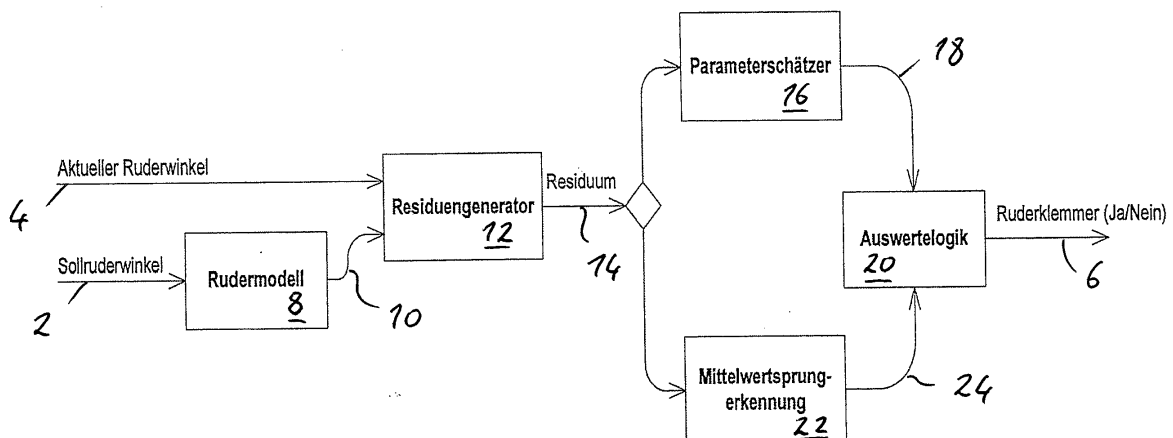 Parameterschätzer
16
18
Aktueller Ruderwinkel
4
Residuengenerator
12
Residuum
14
Auswertelogik
20
Ruderklemmer (Ja/Nein)
6
Sollruderwinkel
2
Rudermodell
8
10
Mittelwertsprung-
erkennung
22
24